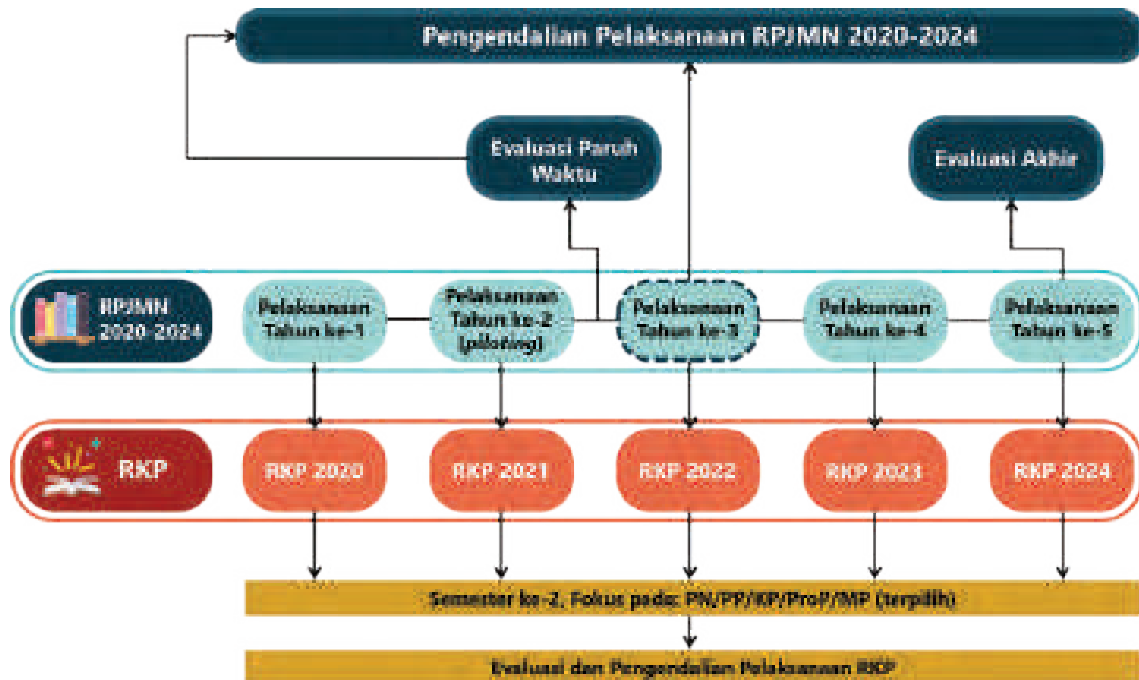 Pengendalian Pelaksanaan RPJMN 2020-2024
Evaluasi Paruh
Waktu
Evaluasi Akhir
RPJMN
2020-2024
Pelaksanaan
Tahun ke-1
Pelaksanaan
Tahun ke-2
(piloting)
Pelaksanaan
Tahun ke-3
Pelaksanaan
Tahun ke-4
Pelaksanaan
Tahun ke-5
RKP
RKP 2020
RKP 2021
RKP 2022
RKP 2023
RKP 2024
Semester ke-2, Fokus pada: PN/PP/KP/ProP/MP (terpilih)
Evaluasi dan Pengendalian Pelaksanaan RKP